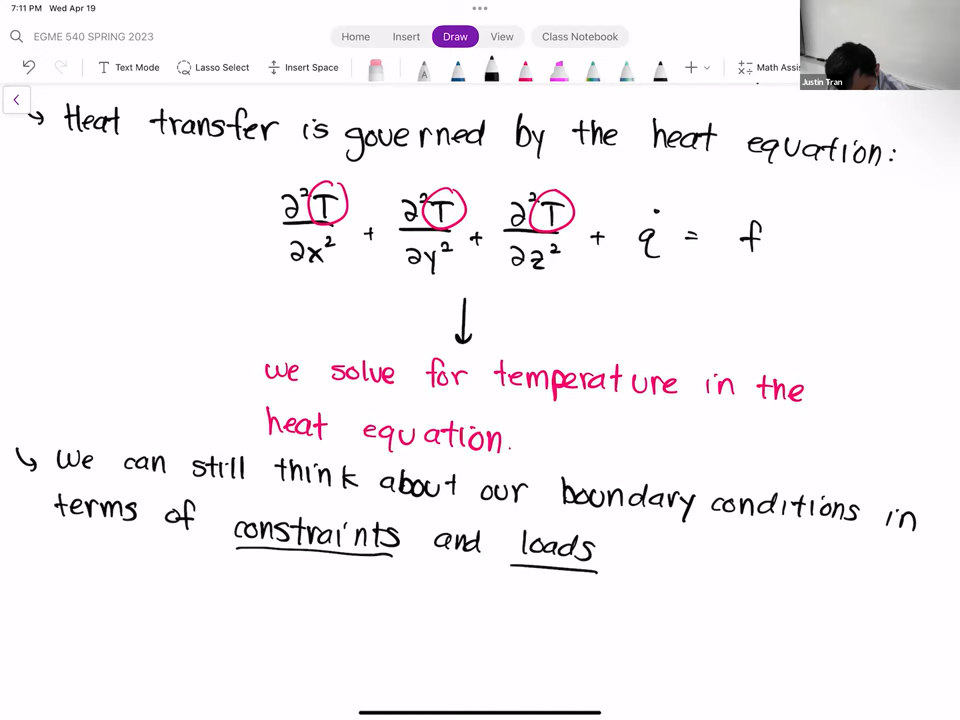 7:11 PM Wed Apr 19
EGME 540 SPRING 2023
Home Insert Draw View Class Notebook
Text Mode Lasso Select Insert Space Math Assis
Justin Tran
↳ Heat transfer is governed by the heat equation:
∂²T/∂x² + ∂²T/∂y² + ∂²T/∂z² + q̇ = f
↓
we solve for temperature in the
heat equation.
↳ we can still think about our boundary conditions in
terms of constraints and loads